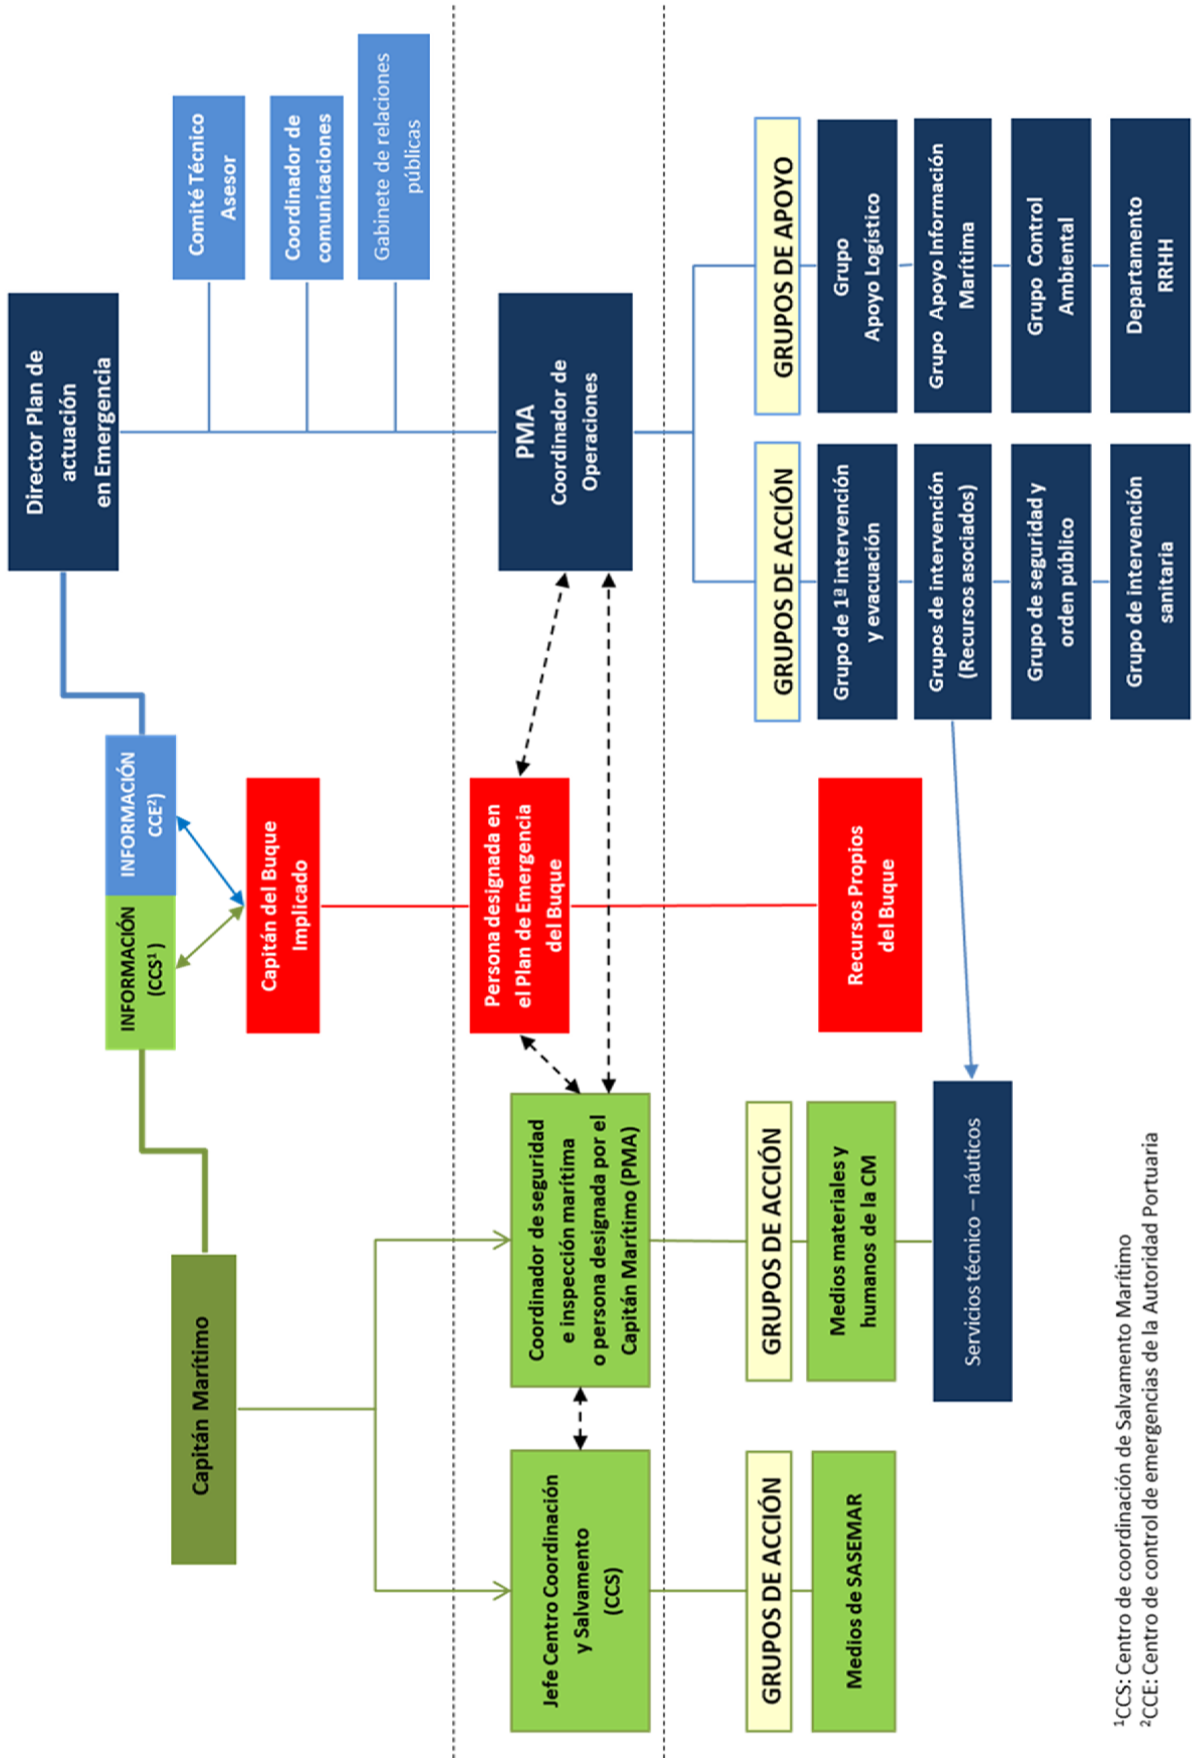 Capitán Marítimo
INFORMACIÓN
(CCS¹)
INFORMACIÓN
CCE²)
Director Plan de
actuación
en Emergencia
Capitán del Buque
Implicado
Comité Técnico
Asesor
Coordinador de
comunicaciones
Gabinete de relaciones
públicas
Jefe Centro Coordinación
y Salvamento
(CCS)
Coordinador de seguridad
e inspección marítima
o persona designada por el
Capitán Marítimo (PMA)
Persona designada en
el Plan de Emergencia
del Buque
PMA
Coordinador de
Operaciones
GRUPOS DE ACCIÓN
Medios de SASEMAR
GRUPOS DE ACCIÓN
Medios materiales y
humanos de la CM
Servicios técnico – náuticos
Recursos Propios
del Buque
GRUPOS DE ACCIÓN
Grupo de 1ª intervención
y evacuación
Grupos de intervención
(Recursos asociados)
Grupo de seguridad y
orden público
Grupo de intervención
sanitaria
GRUPOS DE APOYO
Grupo
Apoyo Logístico
Grupo Apoyo Información
Marítima
Grupo Control
Ambiental
Departamento
RRHH
¹CCS: Centro de coordinación de Salvamento Marítimo
²CCE: Centro de control de emergencias de la Autoridad Portuaria